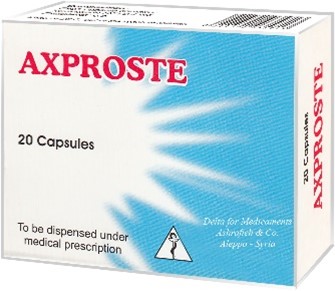 AXPROSTE
20 Capsules
To be dispensed under
medical prescription
Delta for Medicaments
Ashrafieh & Co.
Aleppo - Syria
AXPROSTE
20 Capsules